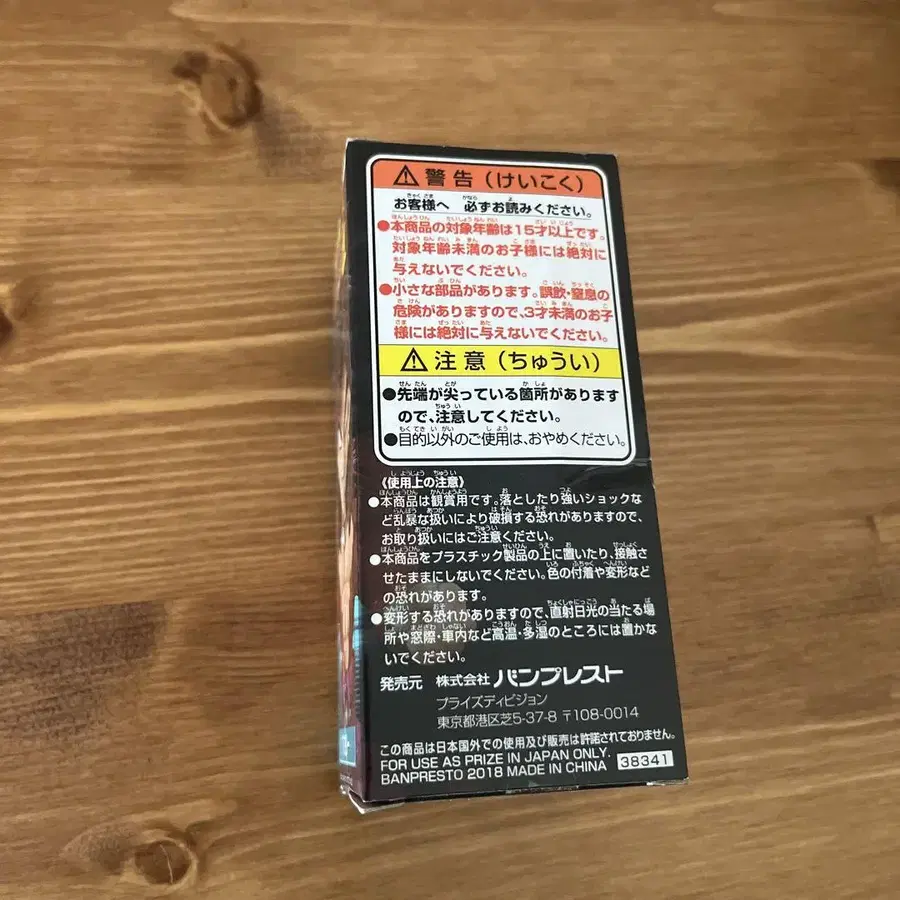 ⚠ 警告(けいこく)
お客様へ 必ずお読みください。
●本商品の対象年齢は15才以上です。
対象年齢未満のお子様には絶対に
与えないでください。
●小さな部品があります。誤飲・窒息の
危険がありますので、3才未満のお子
様には絶対に与えないでください。
⚠ 注意(ちゅうい)
●先端が尖っている箇所があります
ので、注意してください。
●目的以外のご使用は、おやめください。
《使用上の注意》
●本商品は観賞用です。落としたり強いショックな
ど乱暴な扱いにより破損する恐れがありますので、
お取り扱いにはご注意ください。
●本商品をプラスチック製品の上に置いたり、接触さ
せたままにしないでください。色の付着や変形など
の恐れがあります。
●変形する恐れがありますので、直射日光の当たる場
所や窓際・車内など高温・多湿のところには置かな
いでください。
発売元 株式会社 バンプレスト
プライズディビジョン
東京都港区芝5-37-8 〒108-0014
この商品は日本国外での使用及び販売は許諾されておりません。
FOR USE AS PRIZE IN JAPAN ONLY.
BANPRESTO 2018 MADE IN CHINA 38341